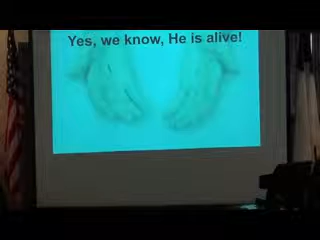 Yes, we know, He is alive!